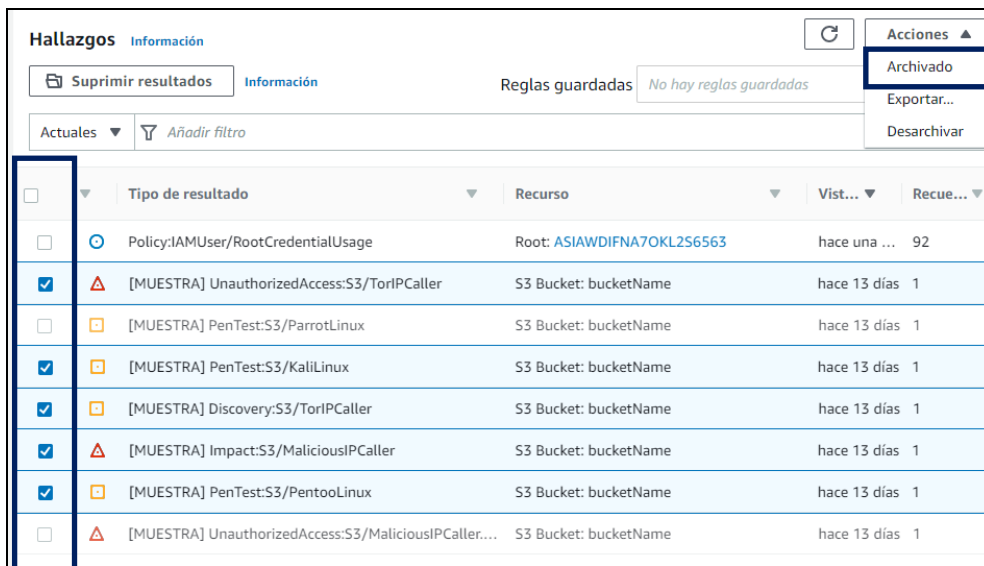 Hallazgos Información
Acciones ▲
Archivado
Suprimir resultados Información
Reglas guardadas No hay reglas guardadas
Exportar...
Actuales ▼ Añadir filtro
Desarchivar
Tipo de resultado Recurso Vist... Recue...
Policy:IAMUser/RootCredentialUsage Root: ASIAWDIFNA7OKL2S6563 hace una ... 92
[MUESTRA] UnauthorizedAccess:S3/TorIPCaller S3 Bucket: bucketName hace 13 días 1
[MUESTRA] PenTest:S3/ParrotLinux S3 Bucket: bucketName hace 13 días 1
[MUESTRA] PenTest:S3/KaliLinux S3 Bucket: bucketName hace 13 días 1
[MUESTRA] Discovery:S3/TorIPCaller S3 Bucket: bucketName hace 13 días 1
[MUESTRA] Impact:S3/MaliciousIPCaller S3 Bucket: bucketName hace 13 días 1
[MUESTRA] PenTest:S3/PentooLinux S3 Bucket: bucketName hace 13 días 1
[MUESTRA] UnauthorizedAccess:S3/MaliciousIPCaller.... S3 Bucket: bucketName hace 13 días 1